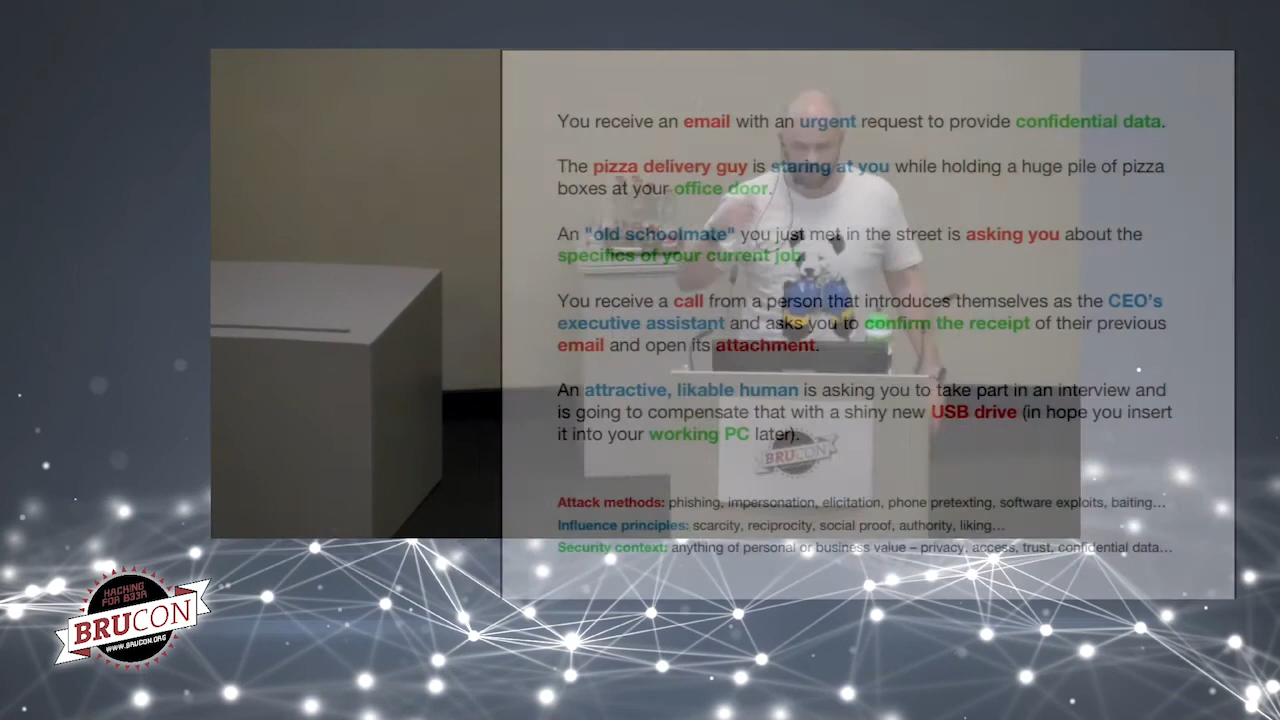 You receive an email with an urgent request to provide confidential data.
The pizza delivery guy is staring at you while holding a huge pile of pizza
boxes at your office door.
An "old schoolmate" you just met in the street is asking you about the
specifics of your current job.
You receive a call from a person that introduces themselves as the CEO's
executive assistant and asks you to confirm the receipt of their previous
email and open its attachment.
An attractive, likable human is asking you to take part in an interview and
is going to compensate that with a shiny new USB drive (in hope you insert
it into your working PC later).
BRUCON
Attack methods: phishing, impersonation, elicitation, phone pretexting, software exploits, baiting…
Influence principles: scarcity, reciprocity, social proof, authority, liking…
Security context: anything of personal or business value – privacy, access, trust, confidential data…
HACKING
FOR B33R
BRUCON
WWW.BRUCON.ORG